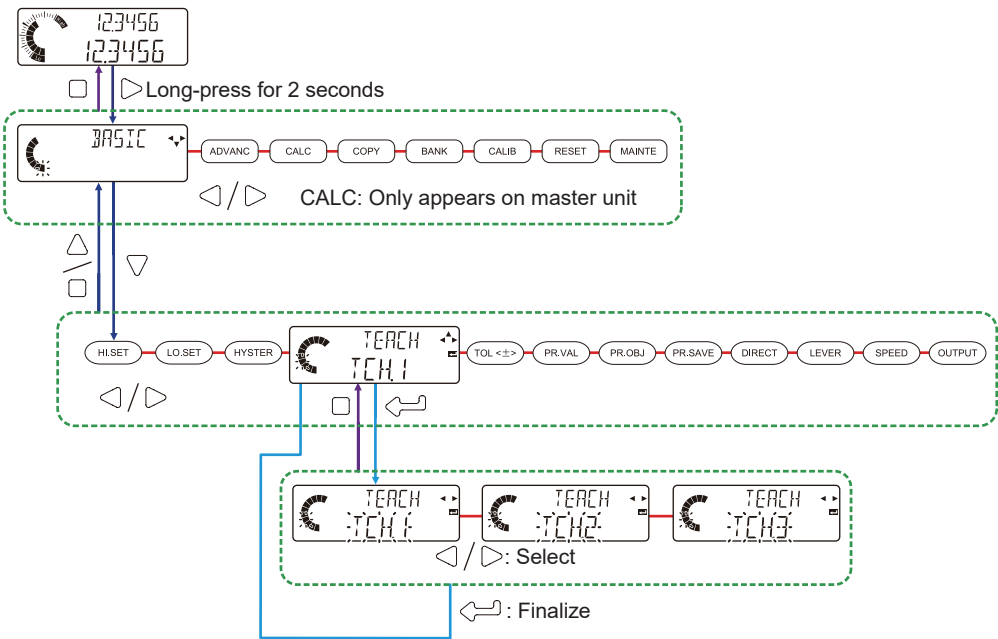 12.3456
12.3456
Long-press for 2 seconds
BASIC
ADVANC CALC COPY BANK CALIB RESET MAINTE
CALC: Only appears on master unit
HI.SET LO.SET HYSTER TEACH TCH.1 TOL <±> PR.VAL PR.OBJ PR.SAVE DIRECT LEVER SPEED OUTPUT
TEACH TEACH TEACH
TCH.1 TCH.2 TCH.3
: Select
: Finalize